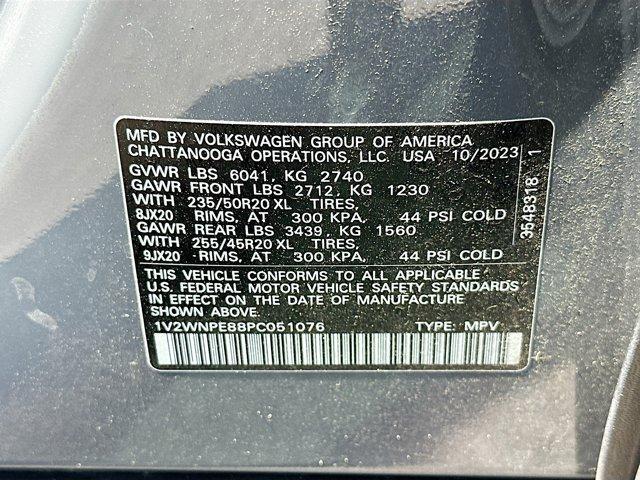 MFD BY VOLKSWAGEN GROUP OF AMERICA
CHATTANOOGA OPERATIONS, LLC. USA 10/2023
GVWR LBS 6041, KG 2740
GAWR FRONT LBS 2712, KG 1230
WITH 235/50R20 XL TIRES,
8JX20 RIMS, AT 300 KPA, 44 PSI COLD
GAWR REAR LBS 3439, KG 1560
WITH 255/45R20 XL TIRES,
9JX20 RIMS, AT 300 KPA, 44 PSI COLD
THIS VEHICLE CONFORMS TO ALL APPLICABLE
U.S. FEDERAL MOTOR VEHICLE SAFETY STANDARDS
IN EFFECT ON THE DATE OF MANUFACTURE
SHOWN ABOVE.
1V2WNPE88PC051076 TYPE: MPV
3548318 1